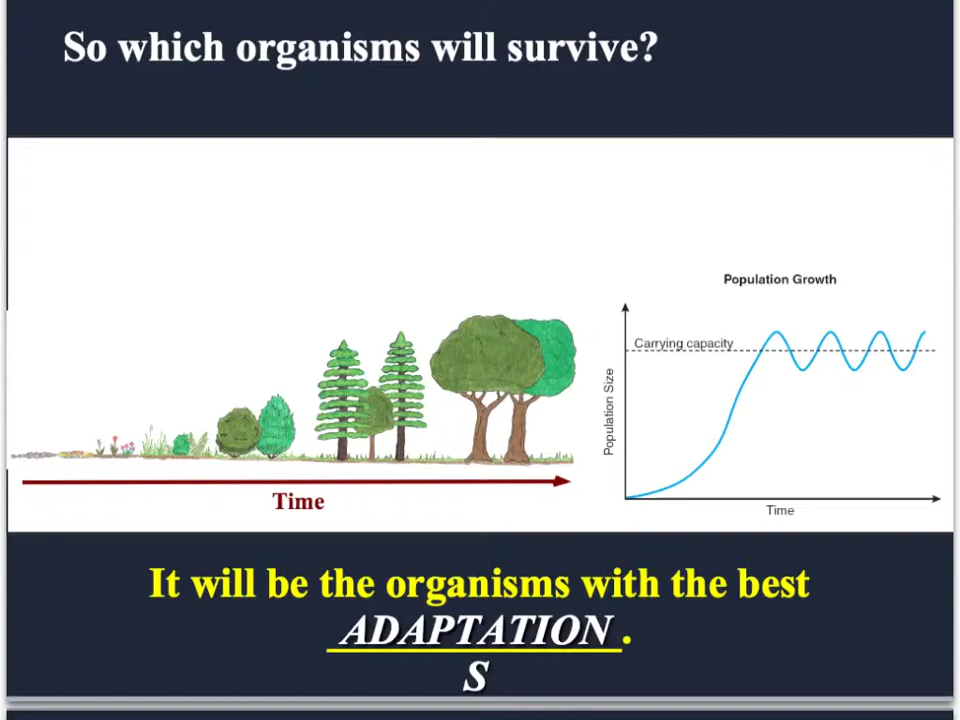 So which organisms will survive?
Population Growth
Carrying capacity
Population Size
Time
Time
It will be the organisms with the best
ADAPTATION.
S